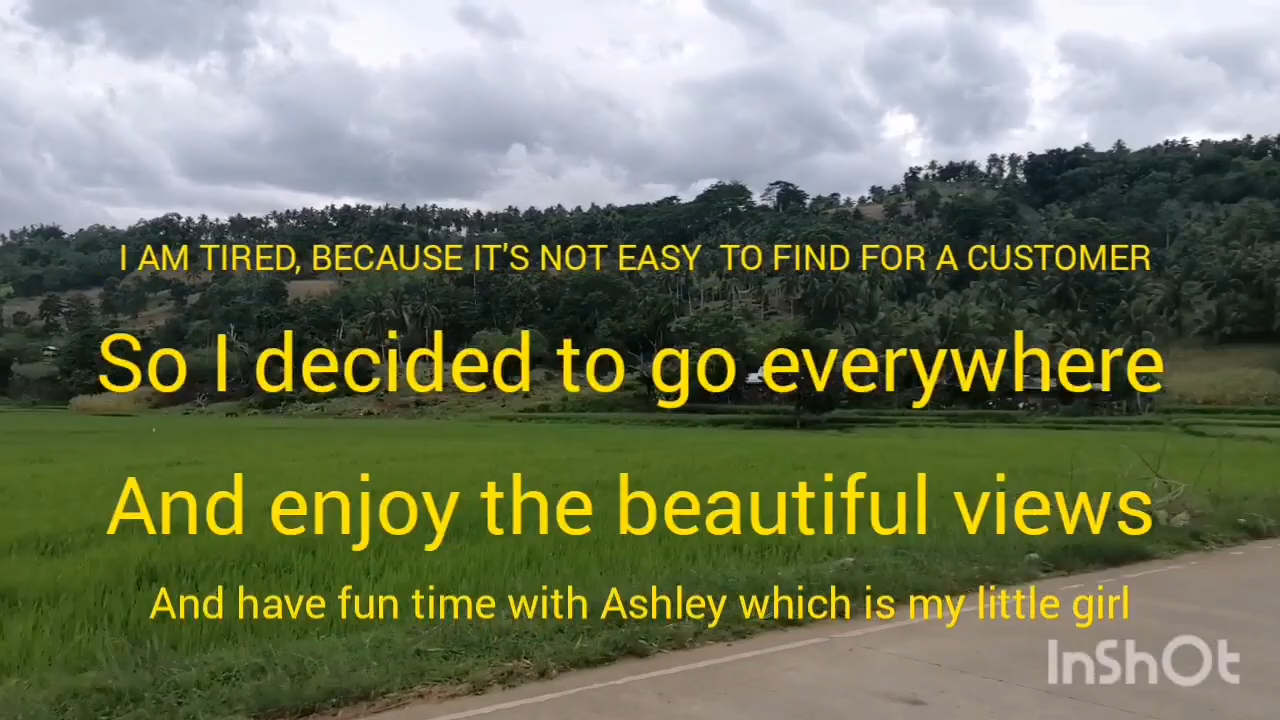 I AM TIRED, BECAUSE IT'S NOT EASY  TO FIND FOR A CUSTOMER
So I decided to go everywhere
And enjoy the beautiful views
And have fun time with Ashley which is my little girl
InShOt